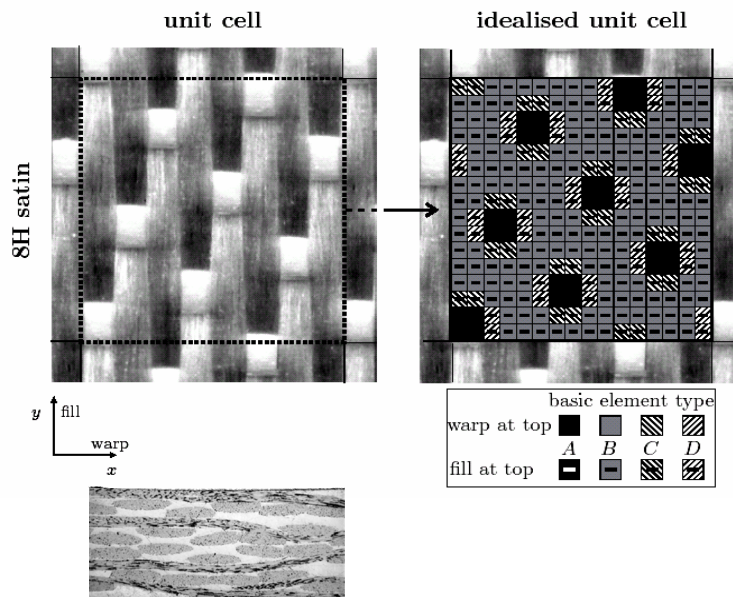 unit cell
idealised unit cell
8H satin
y
fill
warp
x
basic element type
warp at top
A B C D
fill at top